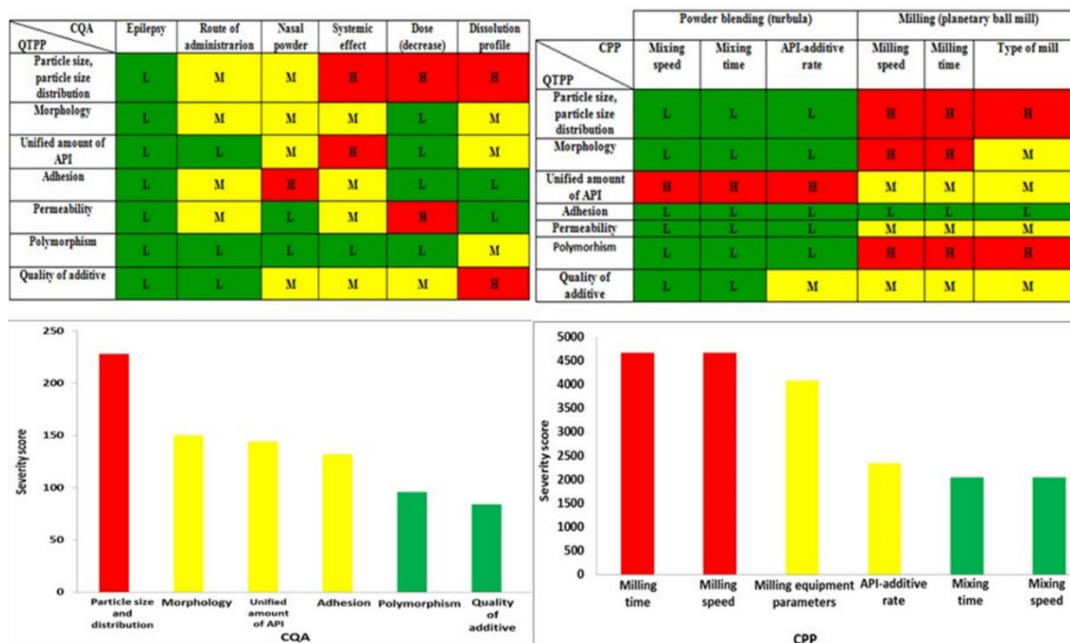 CQA
QTPP
Epilepsy
Route of
administrarion
Nasal
powder
Systemic
effect
Dose
(decrease)
Dissolution
profile
Particle size,
particle size
distribution
L M M H H H
Morphology
L M M M L M
Unified amount of
API
L L M H L M
Adhesion
L M H M L L
Permeability
L M L M H L
Polymorphism
L L L L L M
Quality of additive
L L M M M H
Powder blending (turbula)
Milling (planetary ball mill)
CPP
QTPP
Mixing
speed
Mixing
time
API-additive
rate
Milling
speed
Milling
time
Type of mill
Particle size,
particle size
distribution
L L L H H H
Morphology
L L L H H M
Unified amount
of API
H H H M M M
Adhesion
L L L L L L
Permeability
L L L M M M
Polymorhism
L L L H H H
Quality of
additive
L L M M M M
250
200
150
100
50
0
Severity score
Particle size
and
distribution
Morphology
Unified
amount
of API
Adhesion
Polymorphism
Quality
of
additive
CQA
5000
4500
4000
3500
3000
2500
2000
1500
1000
500
0
Severity score
Milling
time
Milling
speed
Milling equipment
parameters
API-additive
rate
Mixing
time
Mixing
speed
CPP